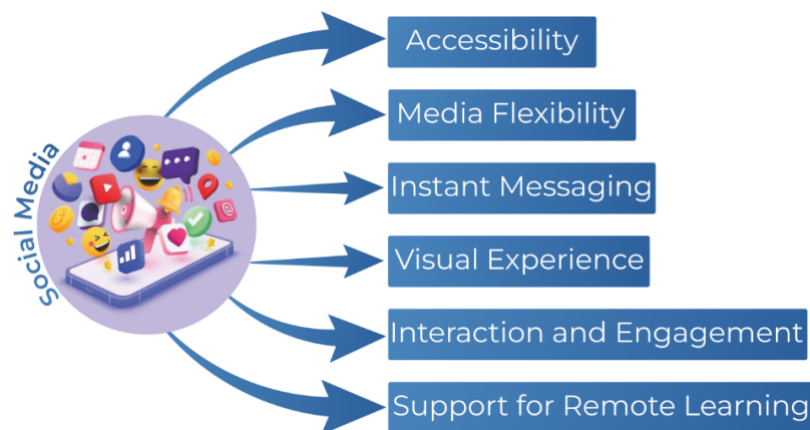 Social Media
Accessibility
Media Flexibility
Instant Messaging
Visual Experience
Interaction and Engagement
Support for Remote Learning